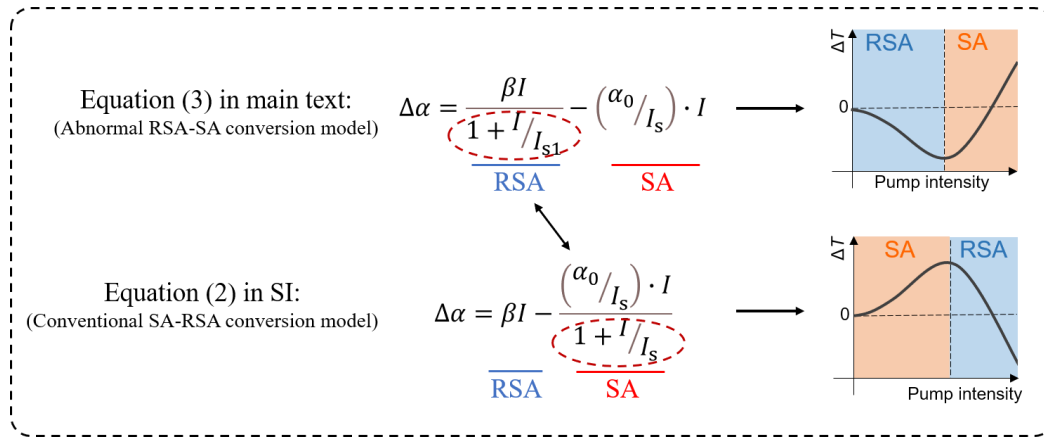 Equation (3) in main text:
(Abnormal RSA-SA conversion model)
Δα = βI / (1 + I/I_s1) − (α_0/I_s) · I
RSA
SA
ΔT
RSA
SA
0
Pump intensity
Equation (2) in SI:
(Conventional SA-RSA conversion model)
Δα = βI − (α_0/I_s) · I / (1 + I/I_s)
RSA
SA
ΔT
SA
RSA
0
Pump intensity